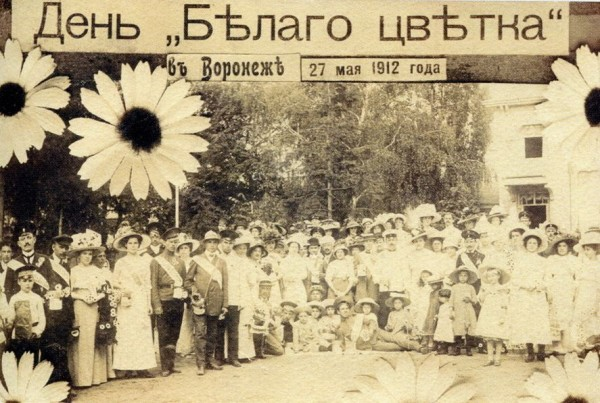 День „Бѣлаго цвѣтка“
въ Воронежѣ 27 мая 1912 года